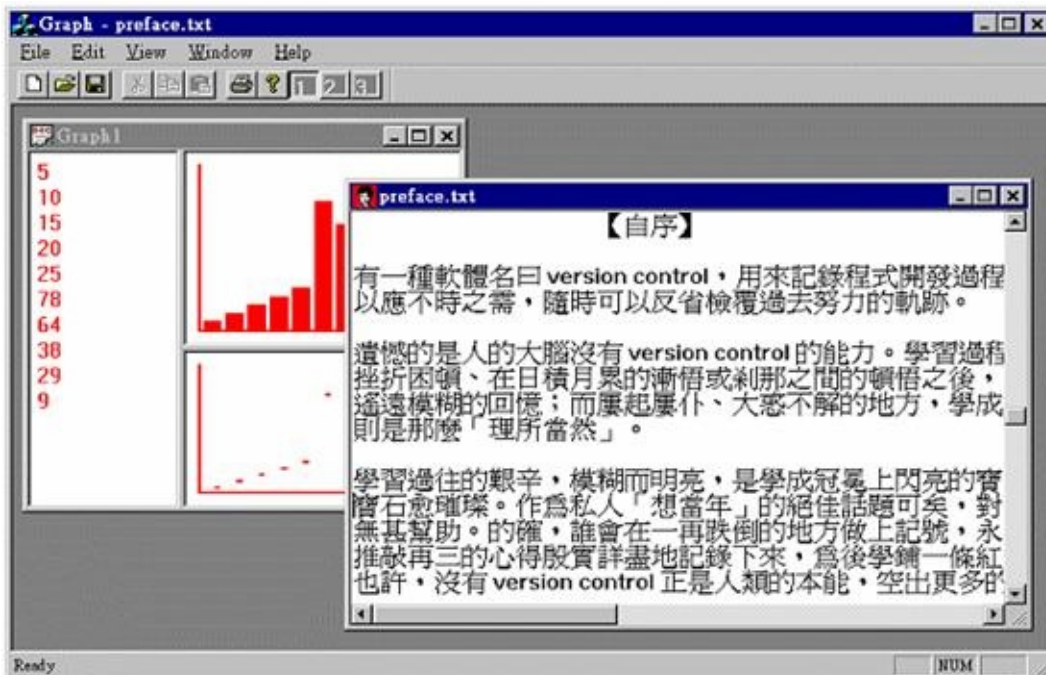 Graph - preface.txt
File Edit View Window Help
1 2 3
Graph1
5
10
15
20
25
78
64
38
29
9
preface.txt
【自序】
有一種軟體名曰 version control，用來記錄程式開發過程
以應不時之需，隨時可以反省檢覆過去努力的軌跡。
遺憾的是人的大腦沒有 version control 的能力。學習過程
挫折困頓、在日積月累的漸悟或剎那之間的頓悟之後，
遙遠模糊的回憶；而屢起屢仆、大惑不解的地方，學成
則是那麼「理所當然」。
學習過往的艱辛，模糊而明亮，是學成冠冕上閃亮的寶
寶石愈璀璨。作爲私人「想當年」的絕佳話題可矣，對
無甚幫助。的確，誰會在一再跌倒的地方做上記號，永
推敲再三的心得殷實詳盡地記錄下來，爲後學鋪一條紅
也許，沒有 version control 正是人類的本能，空出更多的
Ready
NUM